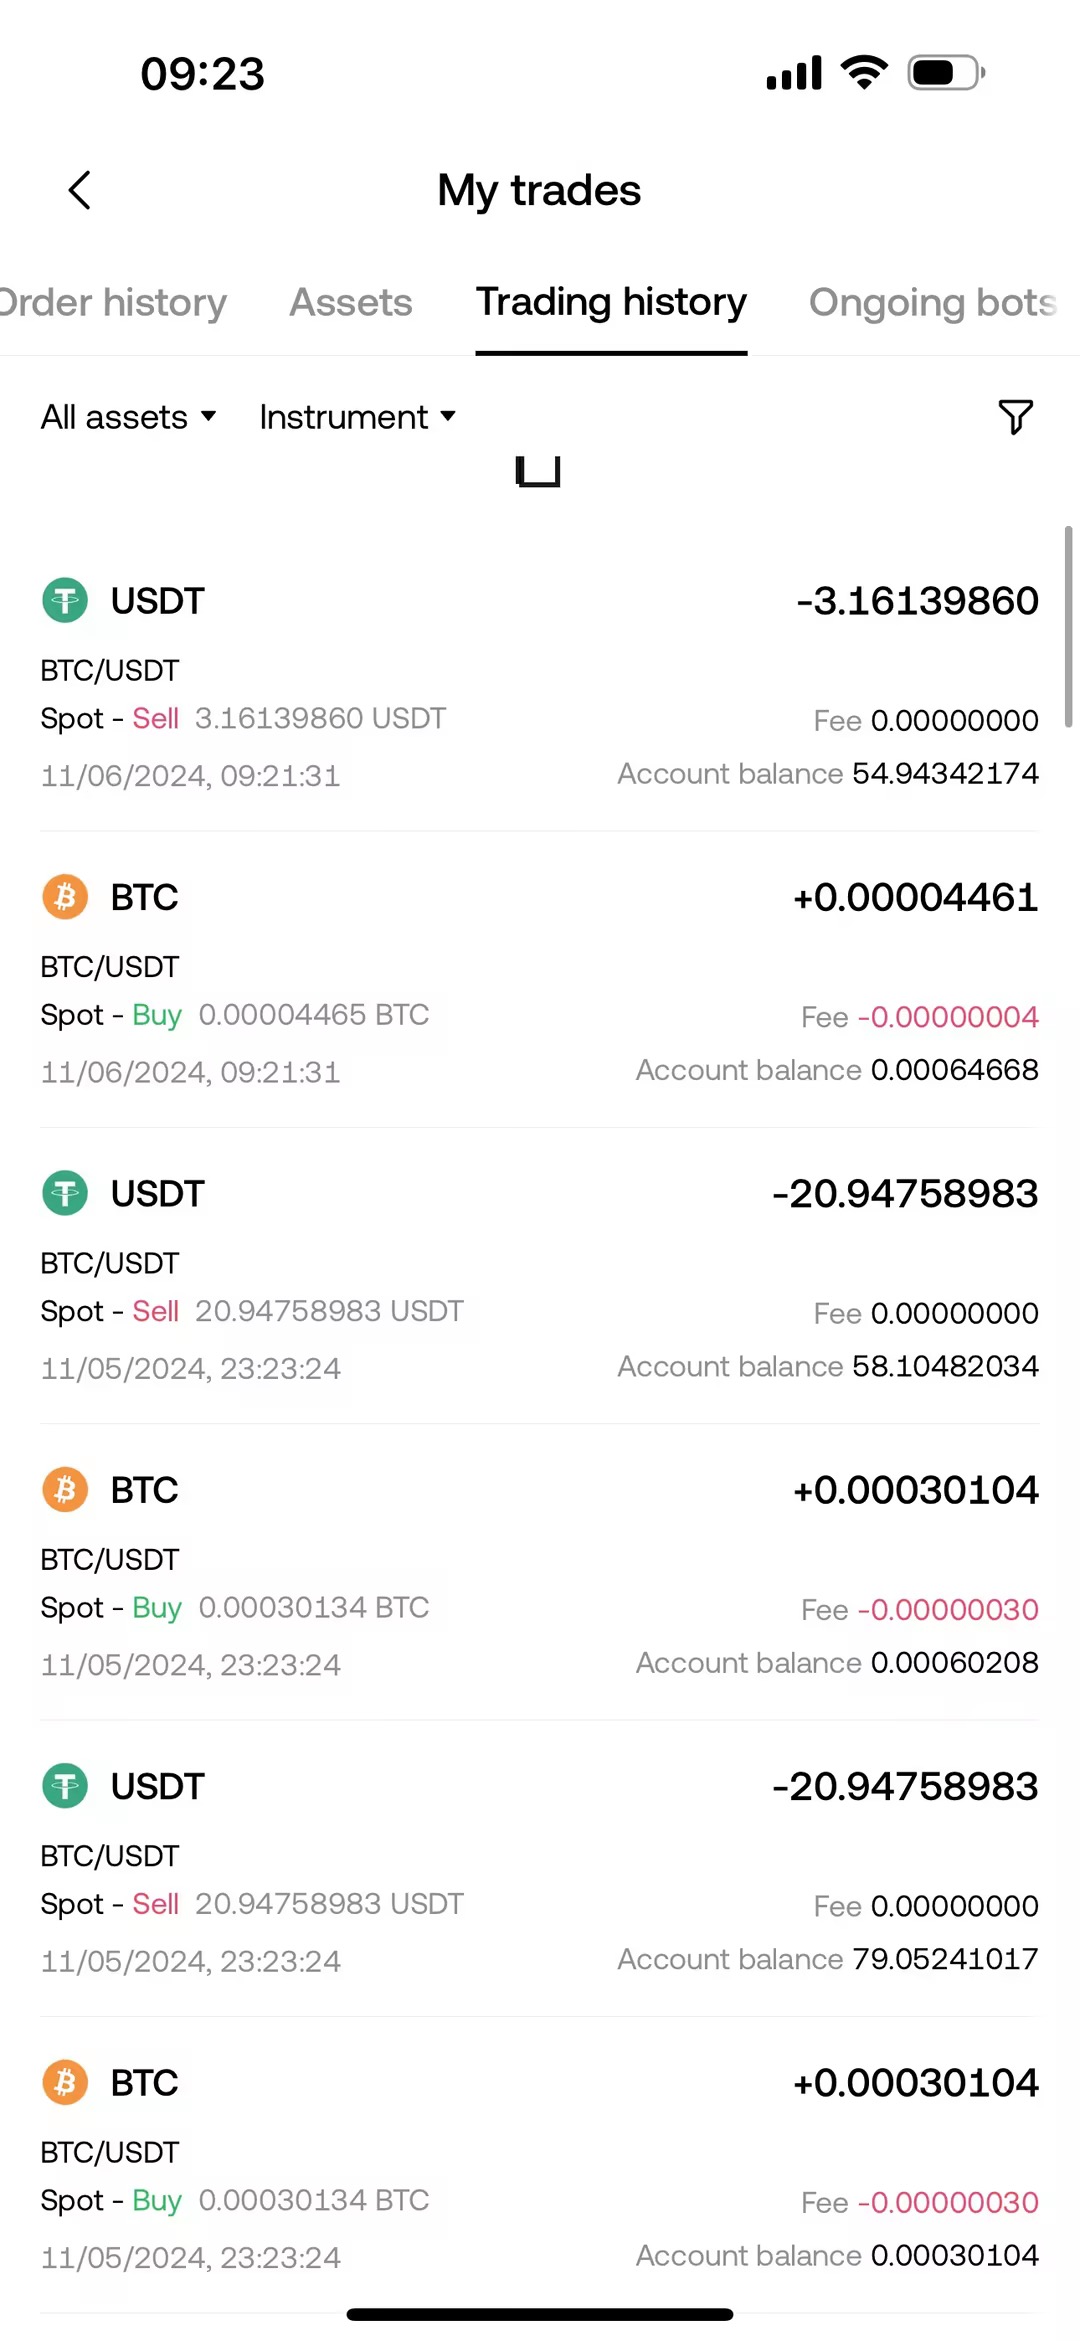 09:23
My trades
Order history Assets Trading history Ongoing bots
All assets Instrument
USDT -3.16139860
BTC/USDT
Spot - Sell 3.16139860 USDT Fee 0.00000000
11/06/2024, 09:21:31 Account balance 54.94342174
BTC +0.00004461
BTC/USDT
Spot - Buy 0.00004465 BTC Fee -0.00000004
11/06/2024, 09:21:31 Account balance 0.00064668
USDT -20.94758983
BTC/USDT
Spot - Sell 20.94758983 USDT Fee 0.00000000
11/05/2024, 23:23:24 Account balance 58.10482034
BTC +0.00030104
BTC/USDT
Spot - Buy 0.00030134 BTC Fee -0.00000030
11/05/2024, 23:23:24 Account balance 0.00060208
USDT -20.94758983
BTC/USDT
Spot - Sell 20.94758983 USDT Fee 0.00000000
11/05/2024, 23:23:24 Account balance 79.05241017
BTC +0.00030104
BTC/USDT
Spot - Buy 0.00030134 BTC Fee -0.00000030
11/05/2024, 23:23:24 Account balance 0.00030104